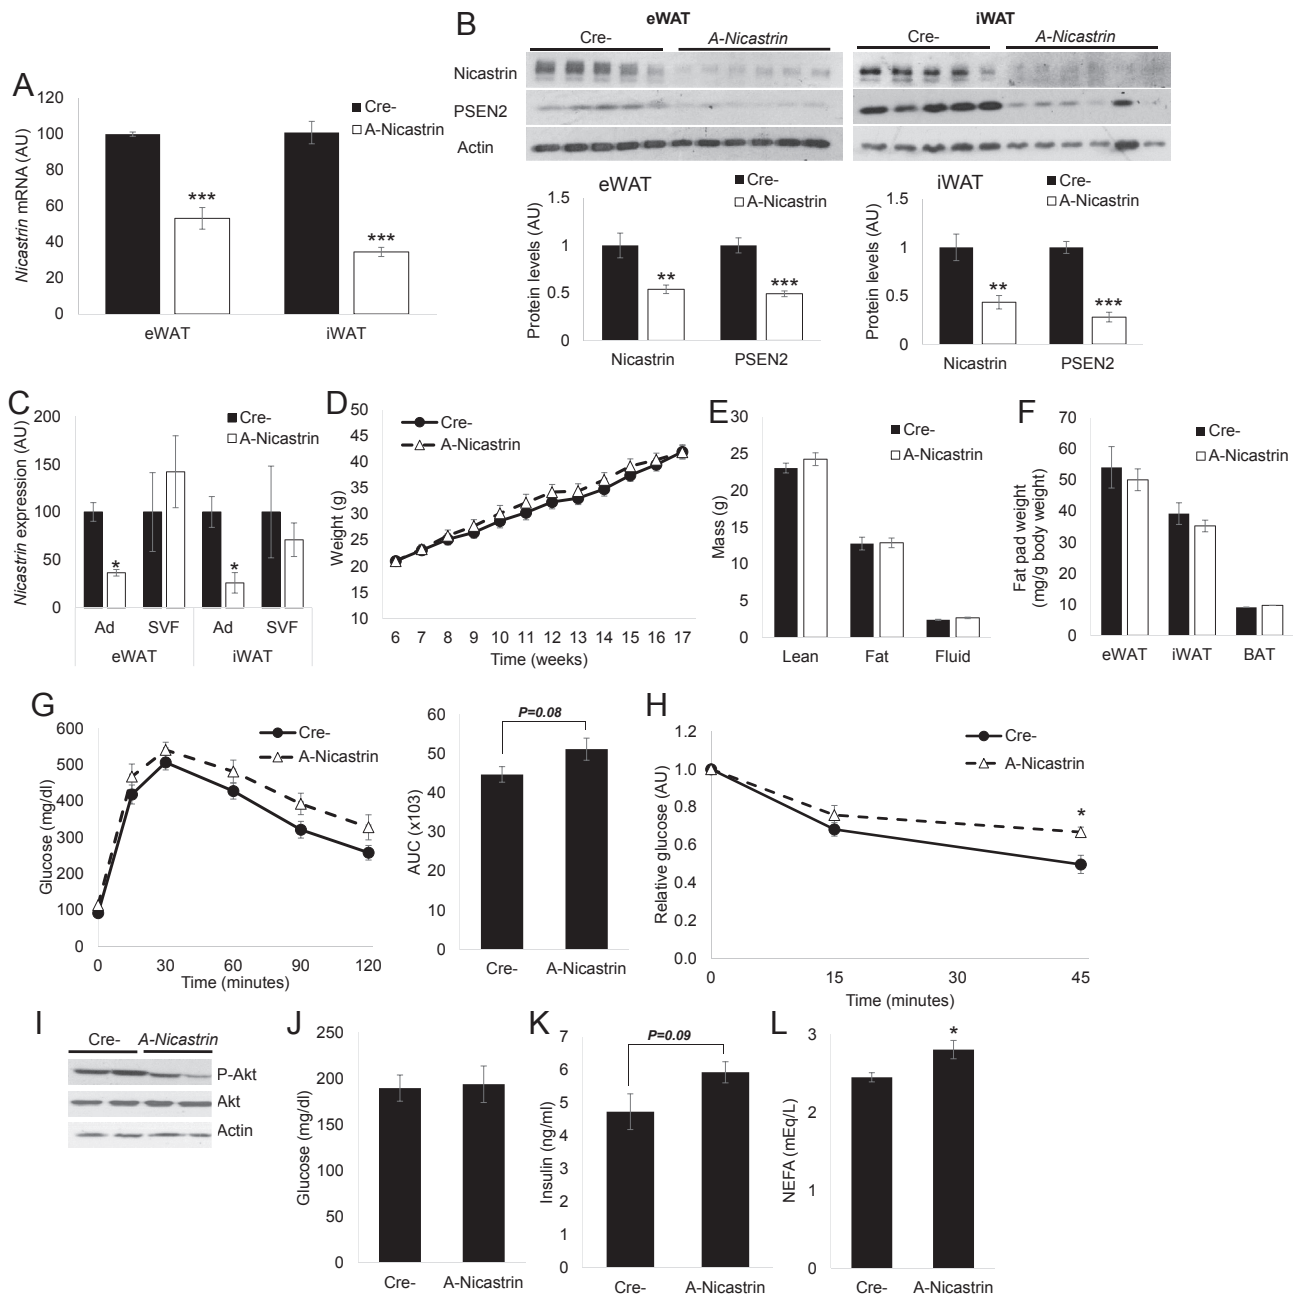 A
120
100
80
60
40
20
0
Nicastrin mRNA (AU)
Cre-
A-Nicastrin
***
***
eWAT
iWAT
B
eWAT
iWAT
Cre-
A-Nicastrin
Cre-
A-Nicastrin
Nicastrin
PSEN2
Actin
eWAT
Cre-
A-Nicastrin
1.5
1
0.5
0
Protein levels (AU)
**
***
Nicastrin
PSEN2
iWAT
Cre-
A-Nicastrin
1.5
1
0.5
0
Protein levels (AU)
**
***
Nicastrin
PSEN2
C
200
150
100
50
0
Nicastrin expression (AU)
Cre-
A-Nicastrin
*
*
Ad
SVF
Ad
SVF
eWAT
iWAT
D
50
45
40
35
30
25
20
15
10
Weight (g)
Cre-
A-Nicastrin
6 7 8 9 10 11 12 13 14 15 16 17
Time (weeks)
E
30
25
20
15
10
5
0
Mass (g)
Cre-
A-Nicastrin
Lean
Fat
Fluid
F
70
60
50
40
30
20
10
0
Fat pad weight
(mg/g body weight)
Cre-
A-Nicastrin
eWAT
iWAT
BAT
G
600
500
400
300
200
100
0
Glucose (mg/dl)
Cre-
A-Nicastrin
0 30 60 90 120
Time (minutes)
60
50
40
30
20
10
0
AUC (x103)
P=0.08
Cre-
A-Nicastrin
H
1.2
1.0
0.8
0.6
0.4
0.2
0.0
Relative glucose (AU)
Cre-
A-Nicastrin
*
0 15 30 45
Time (minutes)
I
Cre-
A-Nicastrin
P-Akt
Akt
Actin
J
250
200
150
100
50
0
Glucose (mg/dl)
Cre-
A-Nicastrin
K
7
6
5
4
3
2
1
0
Insulin (ng/ml)
P=0.09
Cre-
A-Nicastrin
L
3
2
1
0
NEFA (mEq/L)
*
Cre-
A-Nicastrin